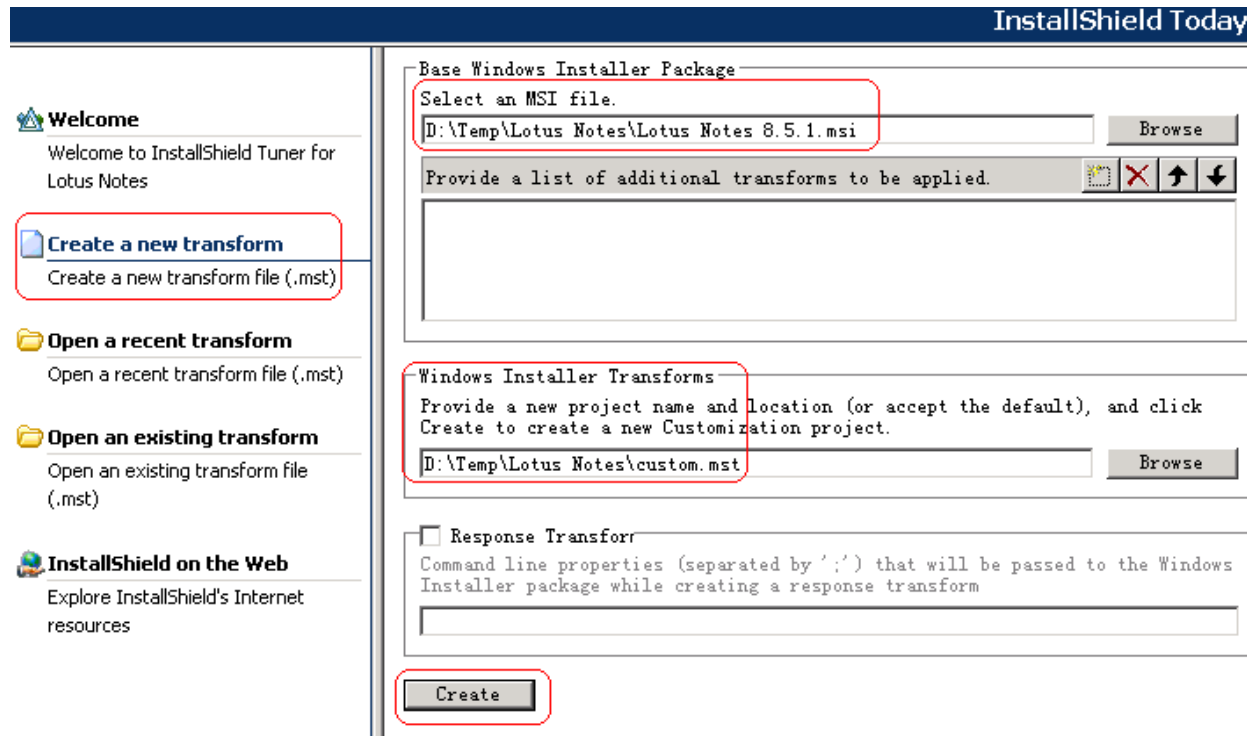 InstallShield Today
Welcome
Welcome to InstallShield Tuner for
Lotus Notes
Create a new transform
Create a new transform file (.mst)
Open a recent transform
Open a recent transform file (.mst)
Open an existing transform
Open an existing transform file
(.mst)
InstallShield on the Web
Explore InstallShield's Internet
resources
Base Windows Installer Package
Select an MSI file.
D:\Temp\Lotus Notes\Lotus Notes 8.5.1.msi
Browse
Provide a list of additional transforms to be applied.
Windows Installer Transforms
Provide a new project name and location (or accept the default), and click
Create to create a new Customization project.
D:\Temp\Lotus Notes\custom.mst
Browse
Response Transforr
Command line properties (separated by ';') that will be passed to the Windows
Installer package while creating a response transform
Create